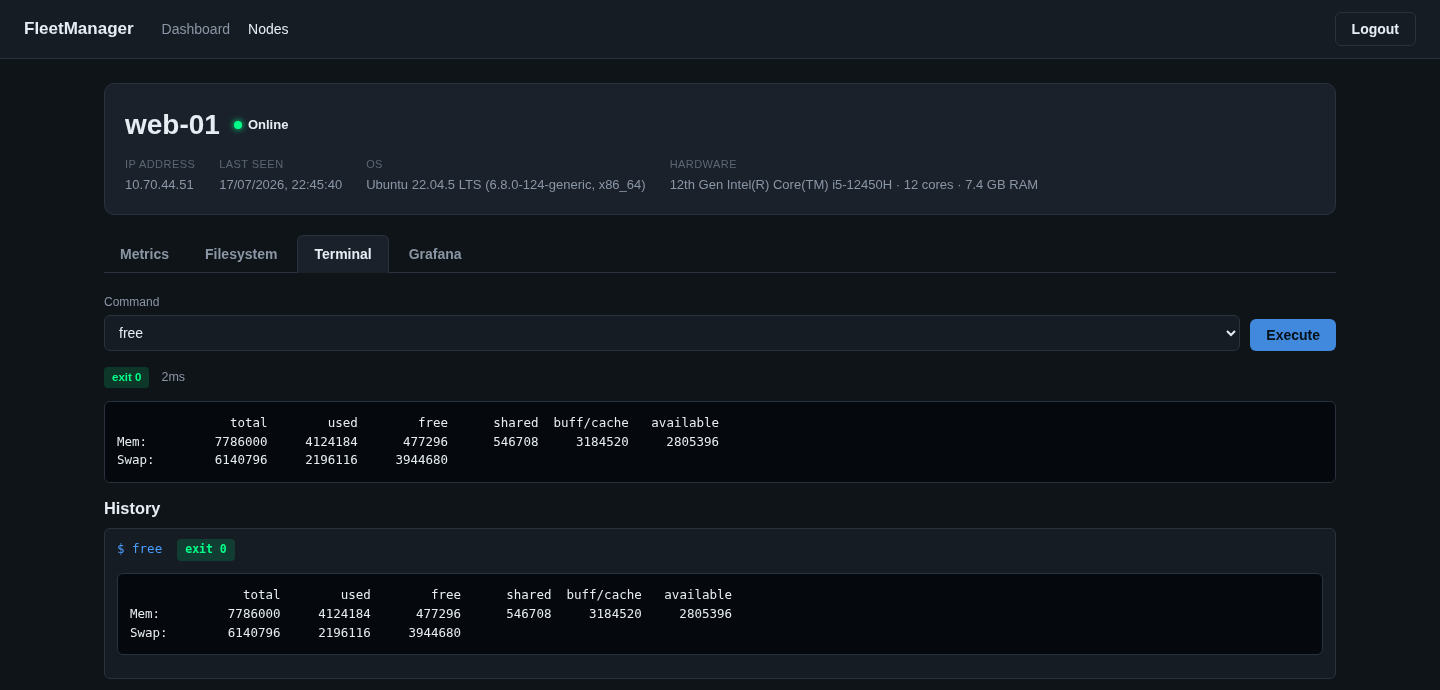 FleetManager Dashboard Nodes Logout
web-01 Online
IP ADDRESS LAST SEEN OS HARDWARE
10.70.44.51 17/07/2026, 22:45:40 Ubuntu 22.04.5 LTS (6.8.0-124-generic, x86_64) 12th Gen Intel(R) Core(TM) i5-12450H · 12 cores · 7.4 GB RAM
Metrics Filesystem Terminal Grafana
Command
free Execute
exit 0 2ms
total used free shared buff/cache available
Mem: 7786000 4124184 477296 546708 3184520 2805396
Swap: 6140796 2196116 3944680
History
$ free exit 0
total used free shared buff/cache available
Mem: 7786000 4124184 477296 546708 3184520 2805396
Swap: 6140796 2196116 3944680